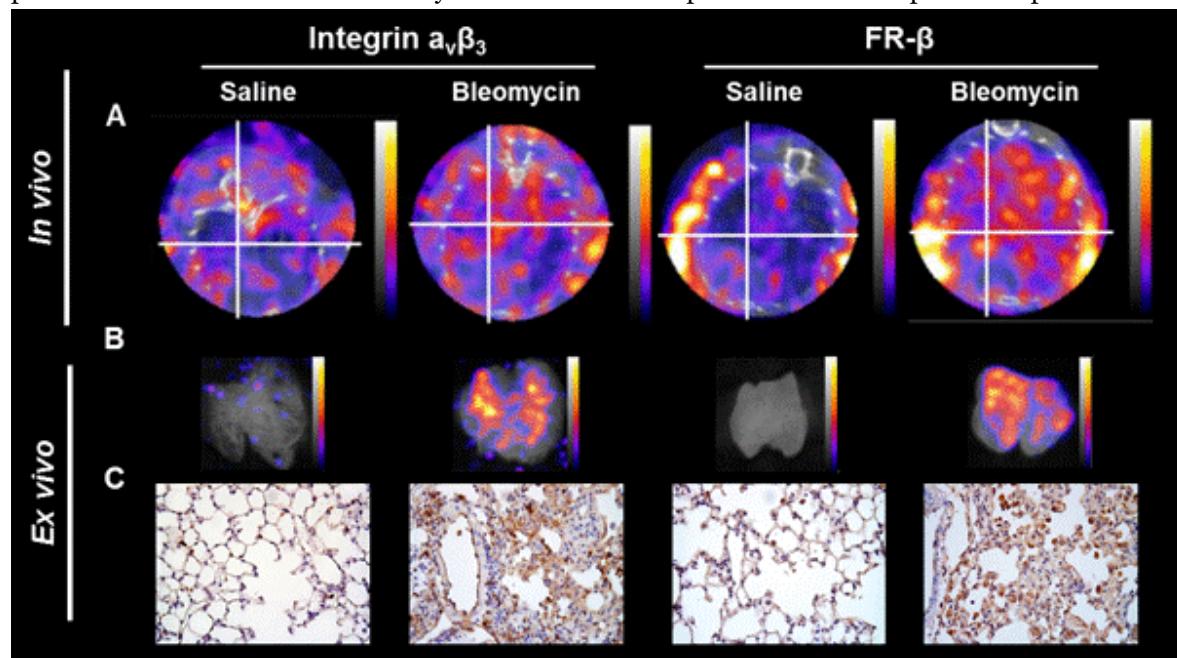 Integrin aᵥβ₃
FR-β
Saline
Bleomycin
Saline
Bleomycin
A
In vivo
B
Ex vivo
C